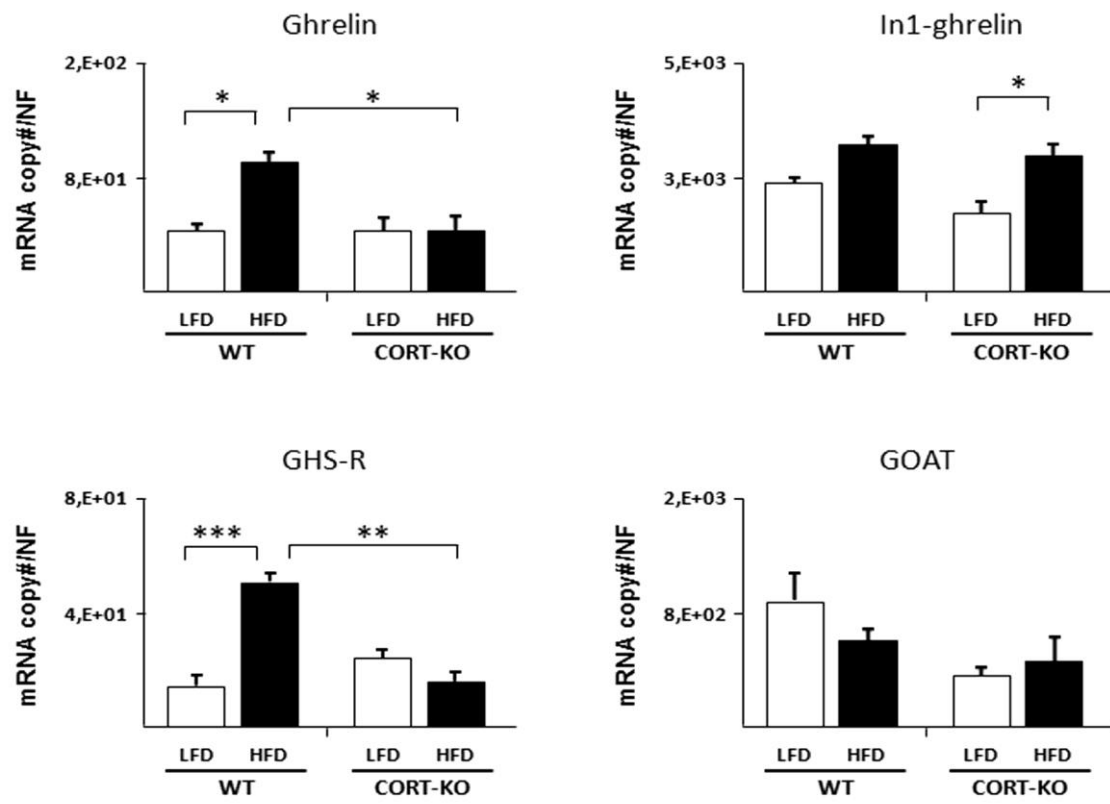 Ghrelin
2,E+02
*
*
8,E+01
mRNA copy#/NF
LFD HFD LFD HFD
WT CORT-KO
In1-ghrelin
5,E+03
*
3,E+03
mRNA copy#/NF
LFD HFD LFD HFD
WT CORT-KO
GHS-R
8,E+01
***
**
4,E+01
mRNA copy#/NF
LFD HFD LFD HFD
WT CORT-KO
GOAT
2,E+03
8,E+02
mRNA copy#/NF
LFD HFD LFD HFD
WT CORT-KO